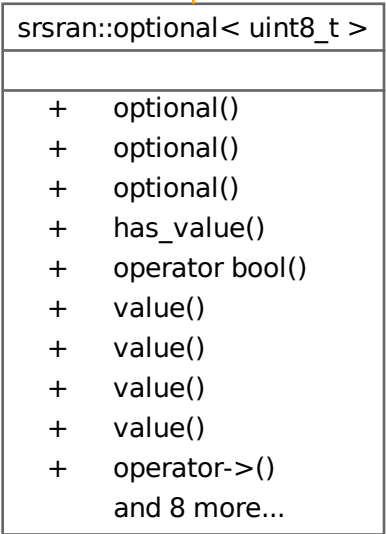 srsran::optional< uint8_t >
+ optional()
+ optional()
+ optional()
+ has_value()
+ operator bool()
+ value()
+ value()
+ value()
+ value()
+ operator->()
and 8 more...